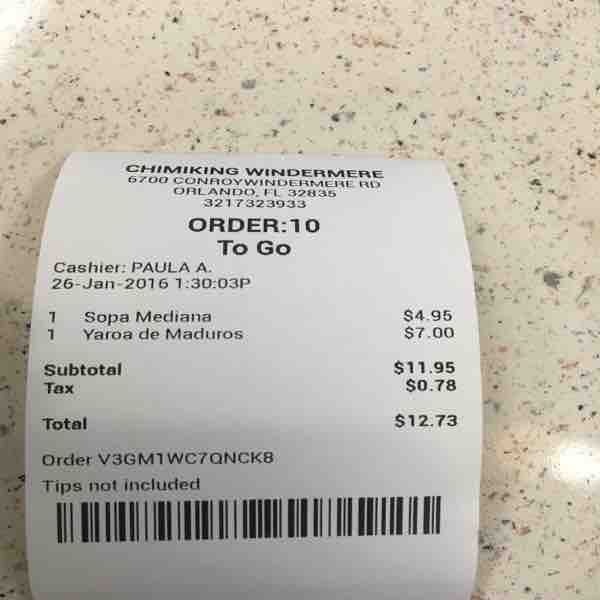 CHIMIKING WINDERMERE
6700 CONROYWINDERMERE RD
ORLANDO, FL 32835
3217323933
ORDER:10
To Go
Cashier: PAULA A.
26-Jan-2016 1:30:03P
1 Sopa Mediana $4.95
1 Yaroa de Maduros $7.00
Subtotal $11.95
Tax $0.78
Total $12.73
Order V3GM1WC7QNCK8
Tips not included